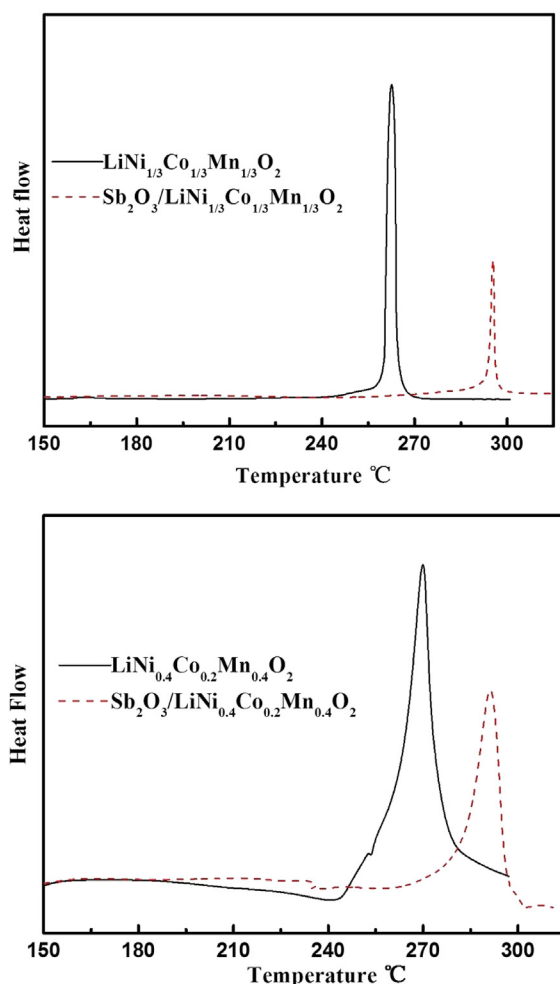 Heat flow
LiNi1/3Co1/3Mn1/3O2
Sb2O3/LiNi1/3Co1/3Mn1/3O2
150 180 210 240 270 300
Temperature ℃
Heat Flow
LiNi0.4Co0.2Mn0.4O2
Sb2O3/LiNi0.4Co0.2Mn0.4O2
150 180 210 240 270 300
Temperature ℃